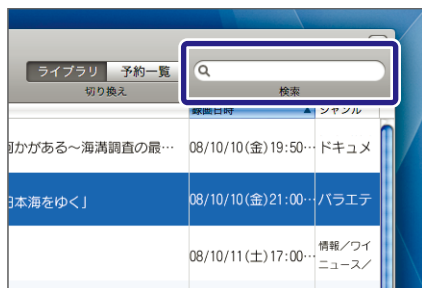 ライブラリ 予約一覧
切り換え
検索
録画日時 ▲ ジャンル
何かがある〜海溝調査の最… 08/10/10(金)19:50… ドキュメ
日本海をゆく」 08/10/10(金)21:00… バラエテ
08/10/11(土)17:00… 情報／ワイ
ニュース／